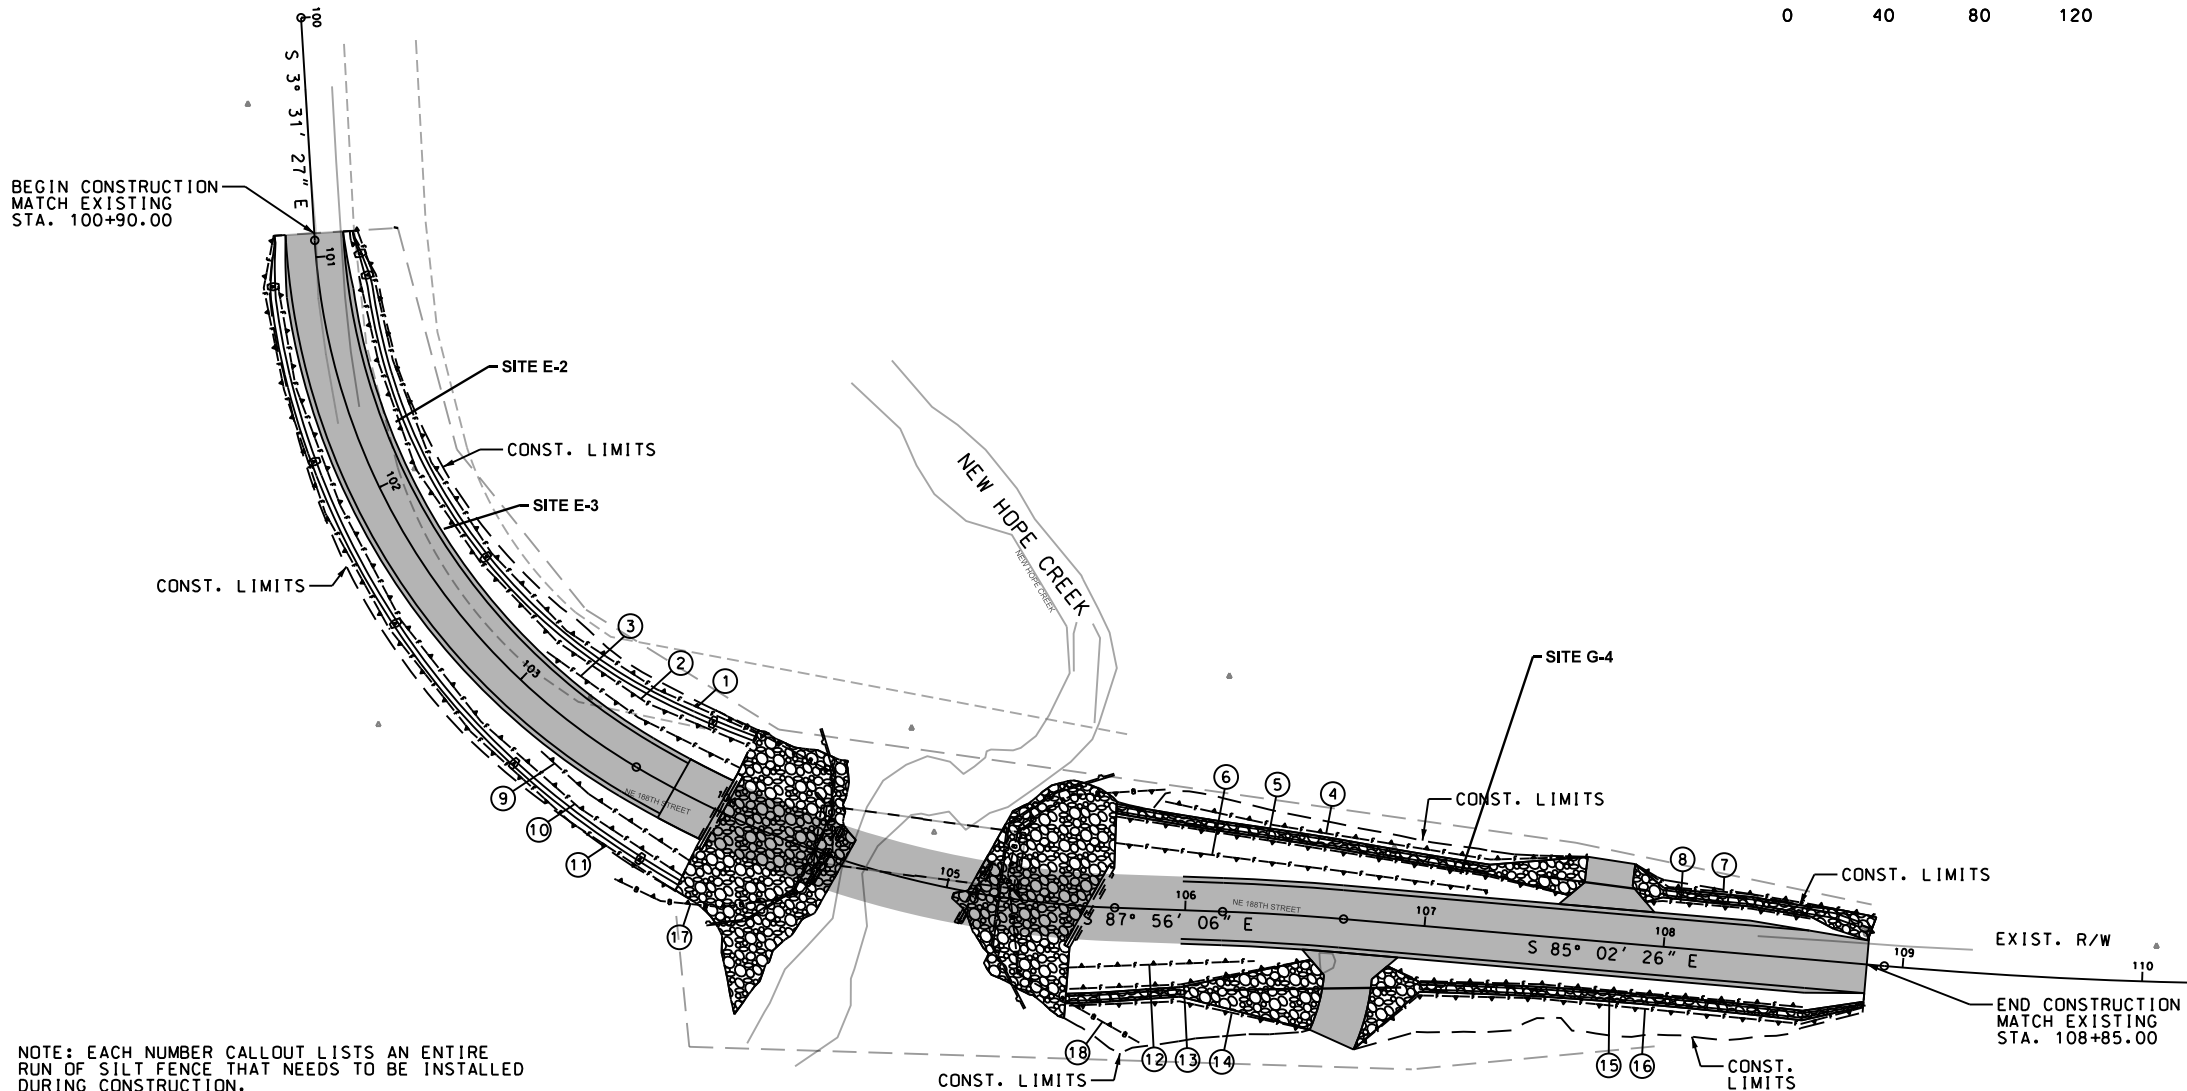 0 40 80 120
100
S 3° 31' 27" E
BEGIN CONSTRUCTION
MATCH EXISTING
STA. 100+90.00
101
SITE E-2
CONST. LIMITS
102
SITE E-3
CONST. LIMITS
NEW HOPE CREEK
NEW HOPE CREEK
3
2
1
103
SITE G-4
9
10
11
NE 188TH STREET
17
6
5
4
CONST. LIMITS
8
7
CONST. LIMITS
105
106
NE 188TH STREET
107
108
S 87° 56' 06" E
S 85° 02' 26" E
EXIST. R/W
109
110
END CONSTRUCTION
MATCH EXISTING
STA. 108+85.00
18
12
13
14
15
16
CONST. LIMITS
CONST.
LIMITS
NOTE: EACH NUMBER CALLOUT LISTS AN ENTIRE
RUN OF SILT FENCE THAT NEEDS TO BE INSTALLED
DURING CONSTRUCTION.